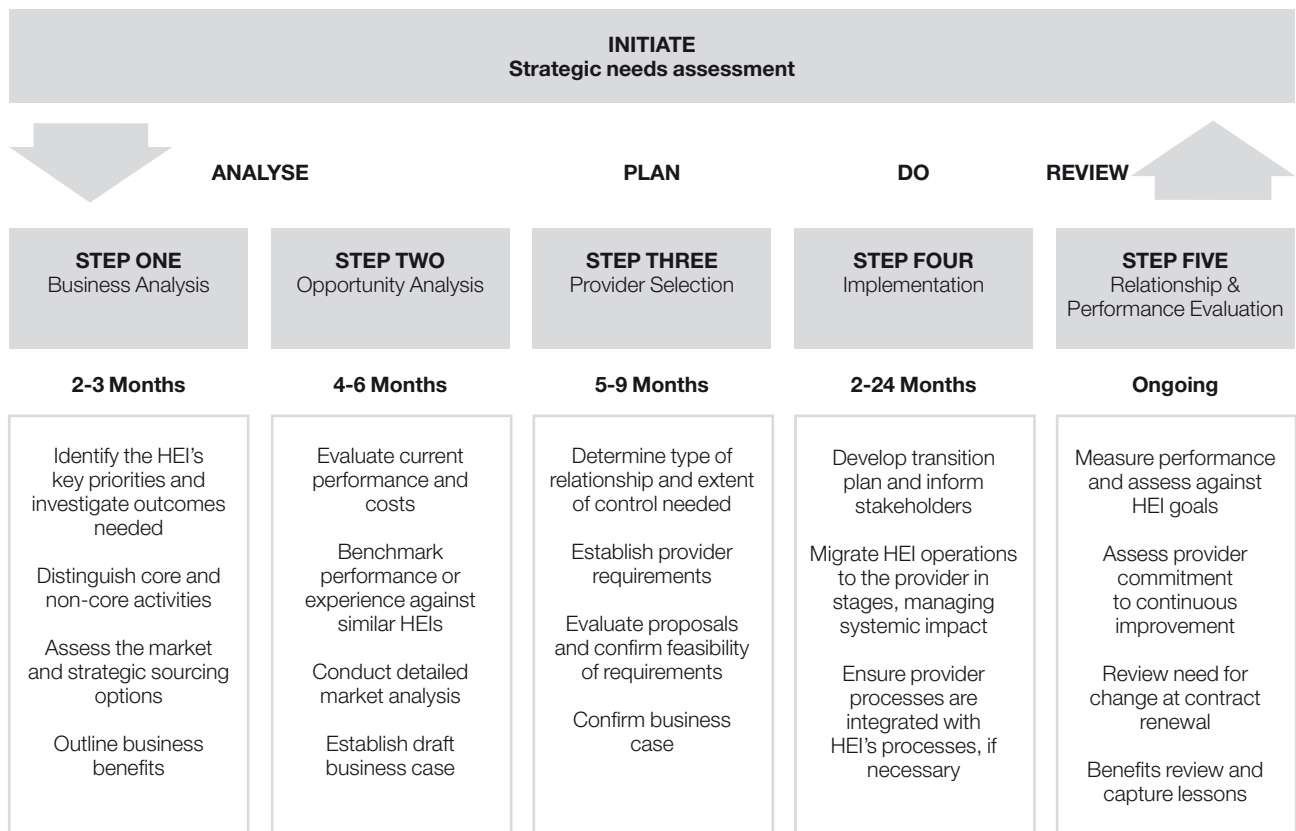 INITIATE
Strategic needs assessment
ANALYSE
PLAN
DO
REVIEW
STEP ONE
Business Analysis
STEP TWO
Opportunity Analysis
STEP THREE
Provider Selection
STEP FOUR
Implementation
STEP FIVE
Relationship &
Performance Evaluation
2-3 Months
4-6 Months
5-9 Months
2-24 Months
Ongoing
Identify the HEI’s
key priorities and
investigate outcomes
needed
Distinguish core and
non-core activities
Assess the market
and strategic sourcing
options
Outline business
benefits
Evaluate current
performance and
costs
Benchmark
performance or
experience against
similar HEIs
Conduct detailed
market analysis
Establish draft
business case
Determine type of
relationship and extent
of control needed
Establish provider
requirements
Evaluate proposals
and confirm feasibility
of requirements
Confirm business
case
Develop transition
plan and inform
stakeholders
Migrate HEI operations
to the provider in
stages, managing
systemic impact
Ensure provider
processes are
integrated with
HEI’s processes, if
necessary
Measure performance
and assess against
HEI goals
Assess provider
commitment
to continuous
improvement
Review need for
change at contract
renewal
Benefits review and
capture lessons